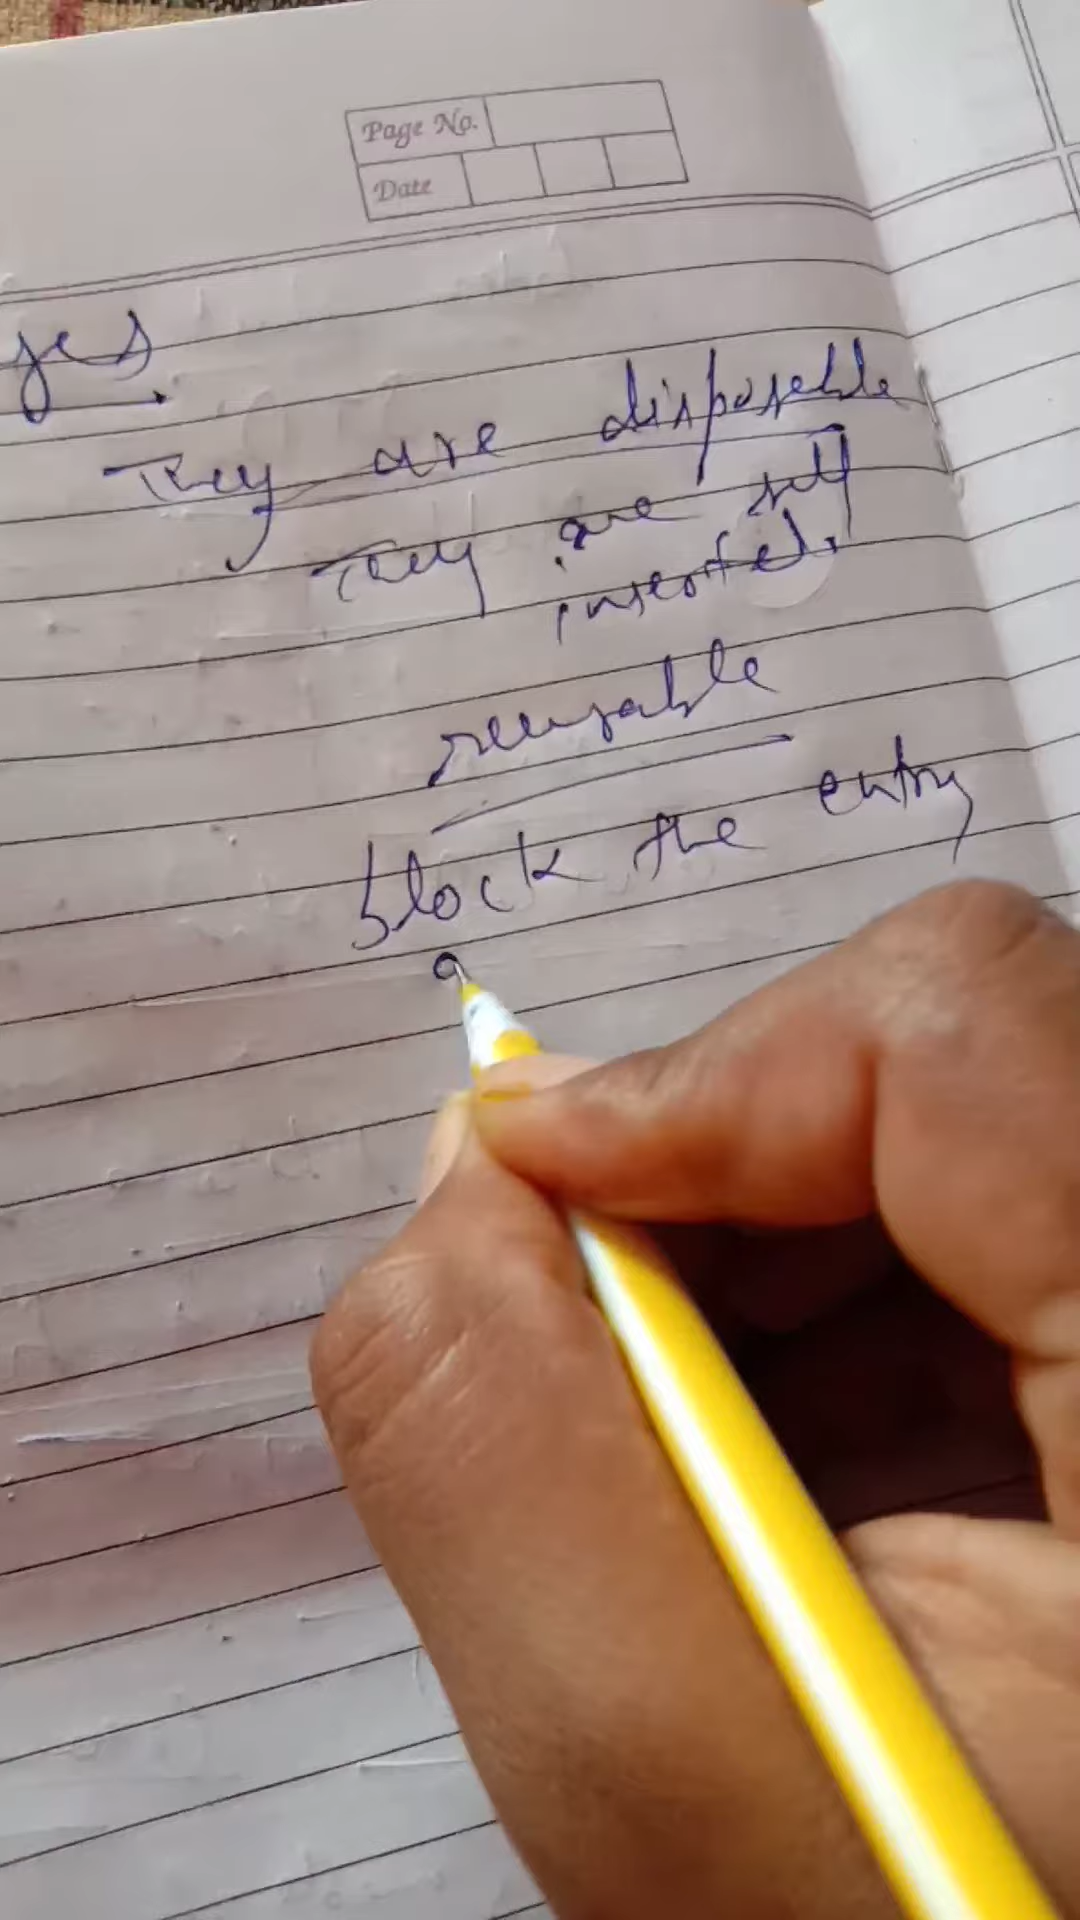 Page No.
Date
ges
They are disposable
They are self
inserted.
reusable
block the entry
o